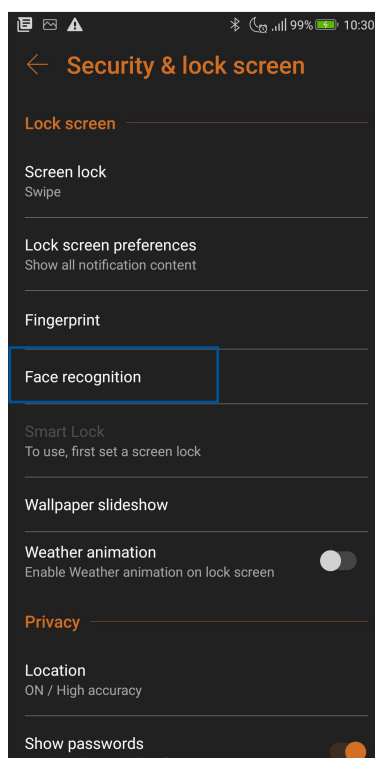 99% 10:30
Security & lock screen
Lock screen
Screen lock
Swipe
Lock screen preferences
Show all notification content
Fingerprint
Face recognition
Smart Lock
To use, first set a screen lock
Wallpaper slideshow
Weather animation
Enable Weather animation on lock screen
Privacy
Location
ON / High accuracy
Show passwords